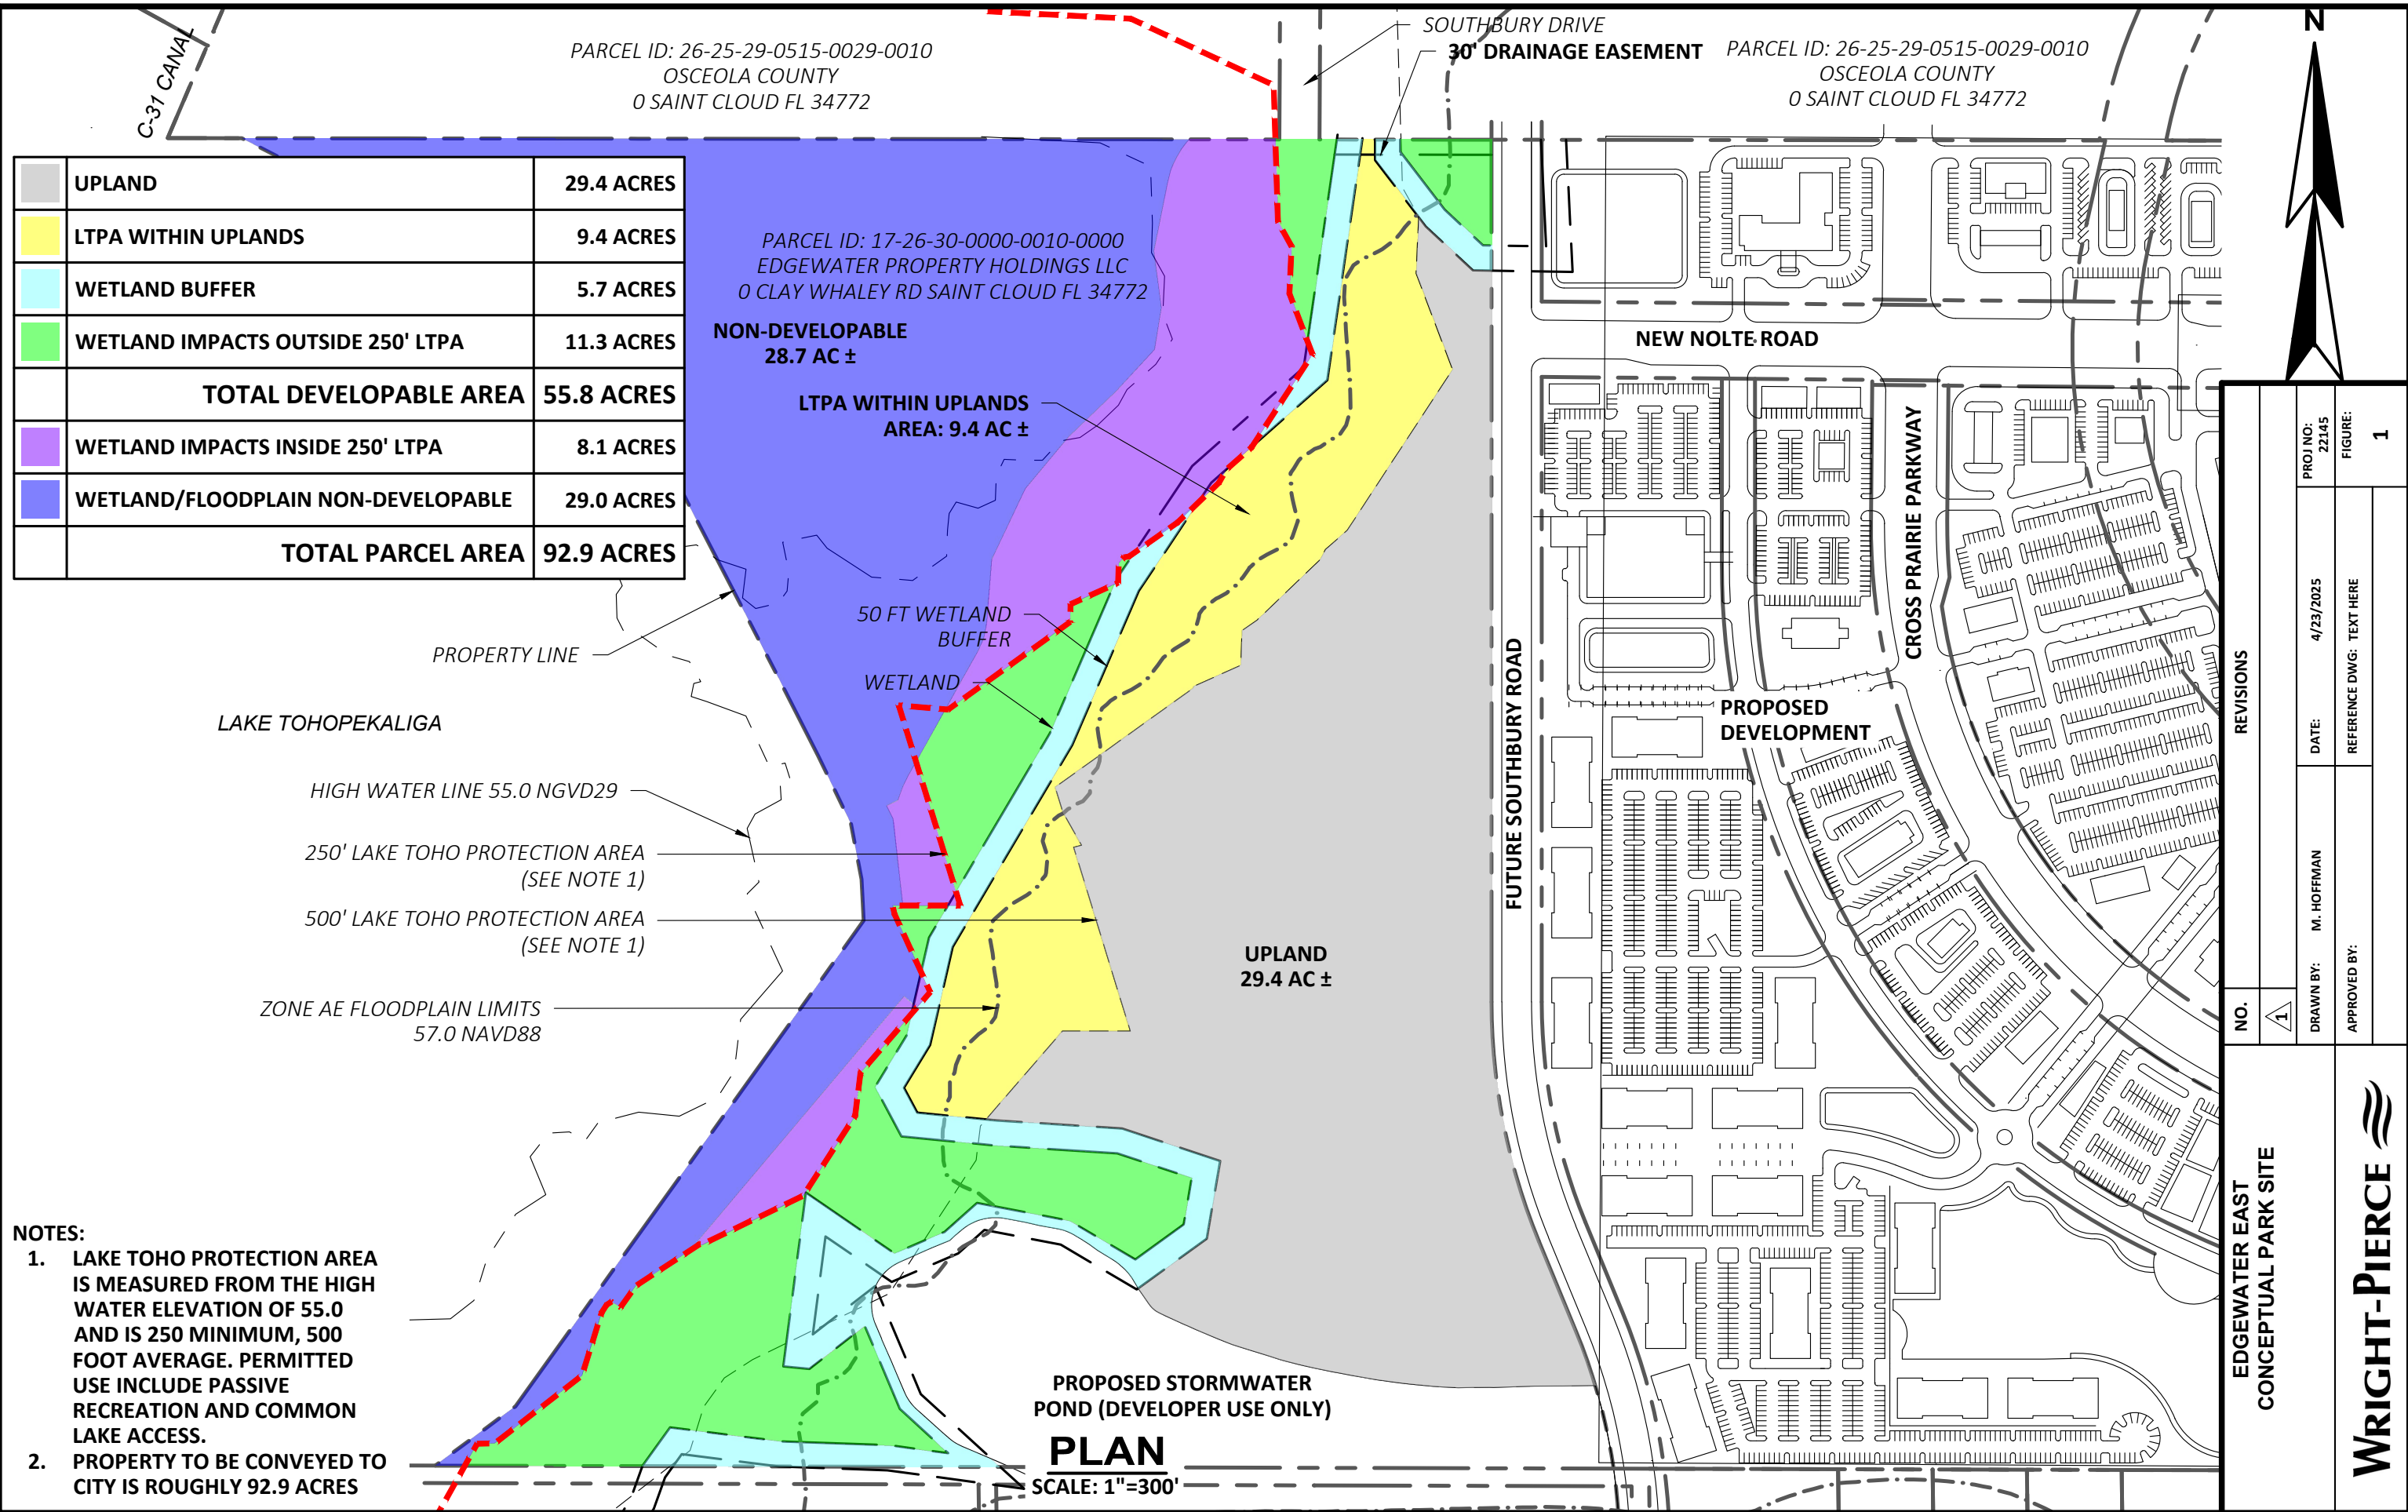 SOUTHBURY DRIVE
30' DRAINAGE EASEMENT
PARCEL ID: 26-25-29-0515-0029-0010
OSCEOLA COUNTY
0 SAINT CLOUD FL 34772
PARCEL ID: 26-25-29-0515-0029-0010
OSCEOLA COUNTY
0 SAINT CLOUD FL 34772
N
C-31 CANAL
UPLAND 29.4 ACRES
LTPA WITHIN UPLANDS 9.4 ACRES
WETLAND BUFFER 5.7 ACRES
WETLAND IMPACTS OUTSIDE 250' LTPA 11.3 ACRES
TOTAL DEVELOPABLE AREA 55.8 ACRES
WETLAND IMPACTS INSIDE 250' LTPA 8.1 ACRES
WETLAND/FLOODPLAIN NON-DEVELOPABLE 29.0 ACRES
TOTAL PARCEL AREA 92.9 ACRES
PARCEL ID: 17-26-30-0000-0010-0000
EDGEWATER PROPERTY HOLDINGS LLC
0 CLAY WHALEY RD SAINT CLOUD FL 34772
NON-DEVELOPABLE
28.7 AC ±
LTPA WITHIN UPLANDS
AREA: 9.4 AC ±
NEW NOLTE ROAD
CROSS PRAIRIE PARKWAY
50 FT WETLAND
BUFFER
PROPERTY LINE
WETLAND
LAKE TOHOPEKALIGA
HIGH WATER LINE 55.0 NGVD29
250' LAKE TOHO PROTECTION AREA
(SEE NOTE 1)
500' LAKE TOHO PROTECTION AREA
(SEE NOTE 1)
ZONE AE FLOODPLAIN LIMITS
57.0 NAVD88
FUTURE SOUTHBURY ROAD
PROPOSED
DEVELOPMENT
UPLAND
29.4 AC ±
NOTES:
1. LAKE TOHO PROTECTION AREA
IS MEASURED FROM THE HIGH
WATER ELEVATION OF 55.0
AND IS 250 MINIMUM, 500
FOOT AVERAGE. PERMITTED
USE INCLUDE PASSIVE
RECREATION AND COMMON
LAKE ACCESS.
2. PROPERTY TO BE CONVEYED TO
CITY IS ROUGHLY 92.9 ACRES
PROPOSED STORMWATER
POND (DEVELOPER USE ONLY)
PLAN
SCALE: 1"=300'
NO. REVISIONS
1
DRAWN BY: M. HOFFMAN
DATE: 4/23/2025
PROJ NO:
22145
APPROVED BY:
REFERENCE DWG: TEXT HERE
FIGURE:
1
EDGEWATER EAST
CONCEPTUAL PARK SITE
WRIGHT-PIERCE